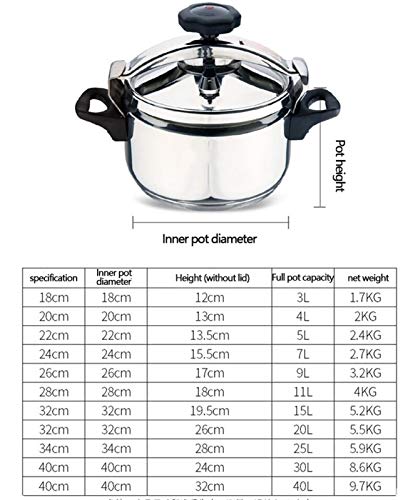 Pot height
Inner pot diameter
specification Inner pot diameter Height (without lid) Full pot capacity net weight
18cm 18cm 12cm 3L 1.7KG
20cm 20cm 13cm 4L 2KG
22cm 22cm 13.5cm 5L 2.4KG
24cm 24cm 15.5cm 7L 2.7KG
26cm 26cm 17cm 9L 3.2KG
28cm 28cm 18cm 11L 4KG
32cm 32cm 19.5cm 15L 5.2KG
32cm 32cm 26cm 20L 5.5KG
34cm 34cm 28cm 25L 5.9KG
40cm 40cm 24cm 30L 8.6KG
40cm 40cm 32cm 40L 9.7KG